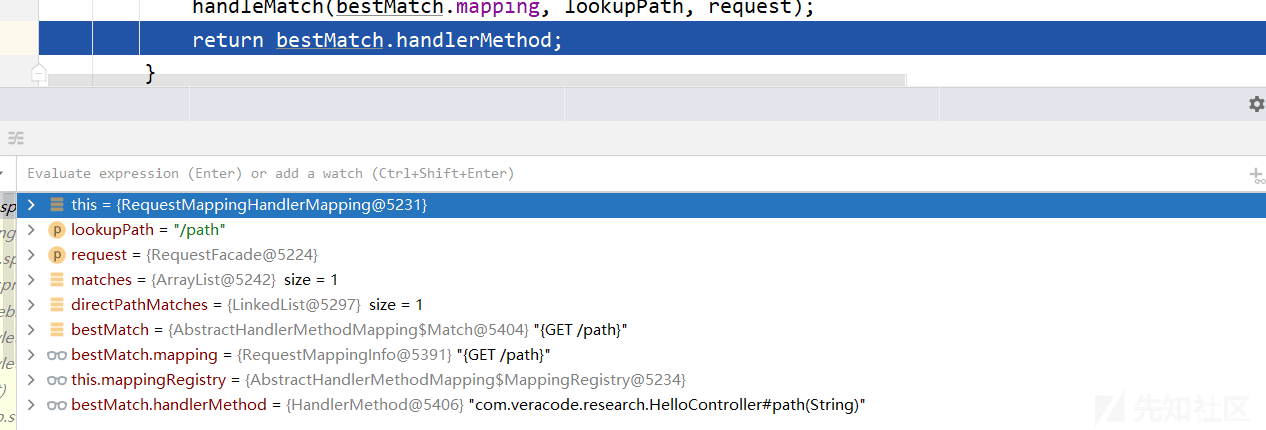 handleMatch(bestMatch.mapping, lookupPath, request);
return bestMatch.handlerMethod;
}
Evaluate expression (Enter) or add a watch (Ctrl+Shift+Enter)
this = {RequestMappingHandlerMapping@5231}
lookupPath = "/path"
request = {RequestFacade@5224}
matches = {ArrayList@5242} size = 1
directPathMatches = {LinkedList@5297} size = 1
bestMatch = {AbstractHandlerMethodMapping$Match@5404} "{GET /path}"
bestMatch.mapping = {RequestMappingInfo@5391} "{GET /path}"
this.mappingRegistry = {AbstractHandlerMethodMapping$MappingRegistry@5234}
bestMatch.handlerMethod = {HandlerMethod@5406} "com.veracode.research.HelloController#path(String)"
先知社区